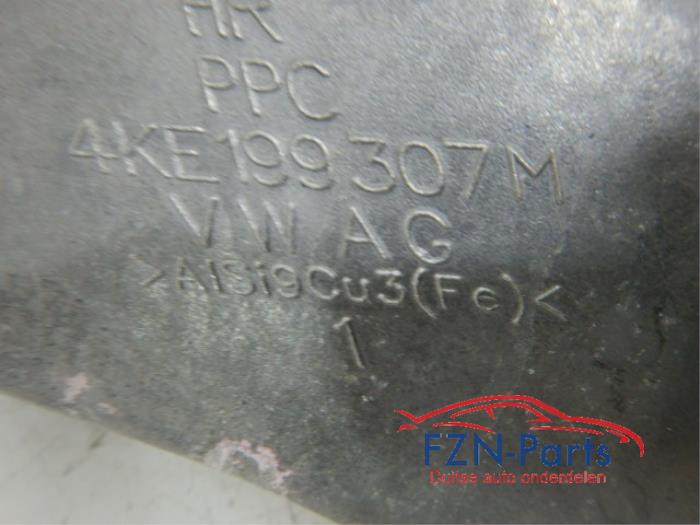 HR
PPC
4KE199307M
VW AG
>AlSi9Cu3(Fe)<
1
FZN-Parts
Duitse auto onderdelen